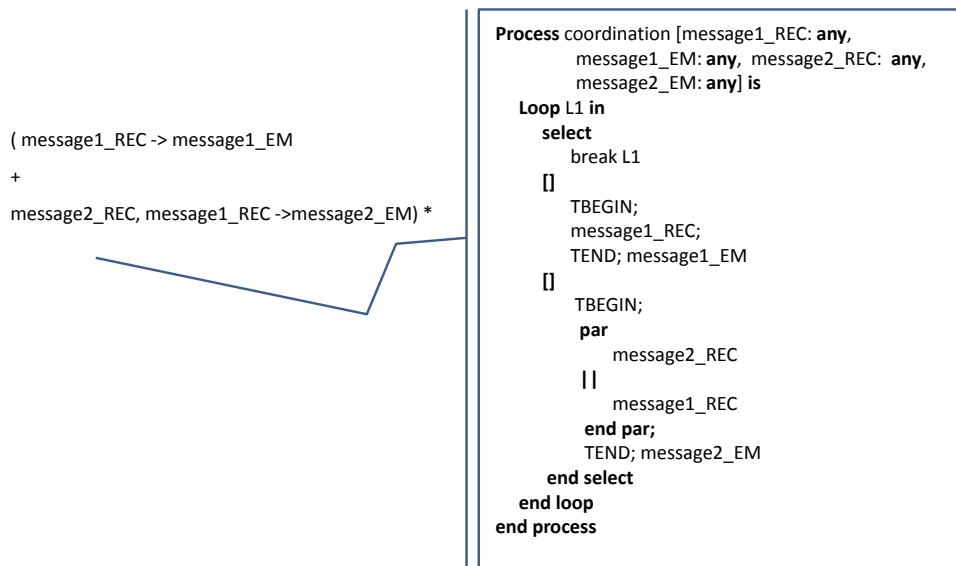 ( message1_REC -> message1_EM
+
message2_REC, message1_REC ->message2_EM) *
Process coordination [message1_REC: any,
message1_EM: any, message2_REC: any,
message2_EM: any] is
Loop L1 in
select
break L1
[]
TBEGIN;
message1_REC;
TEND; message1_EM
[]
TBEGIN;
par
message2_REC
||
message1_REC
end par;
TEND; message2_EM
end select
end loop
end process